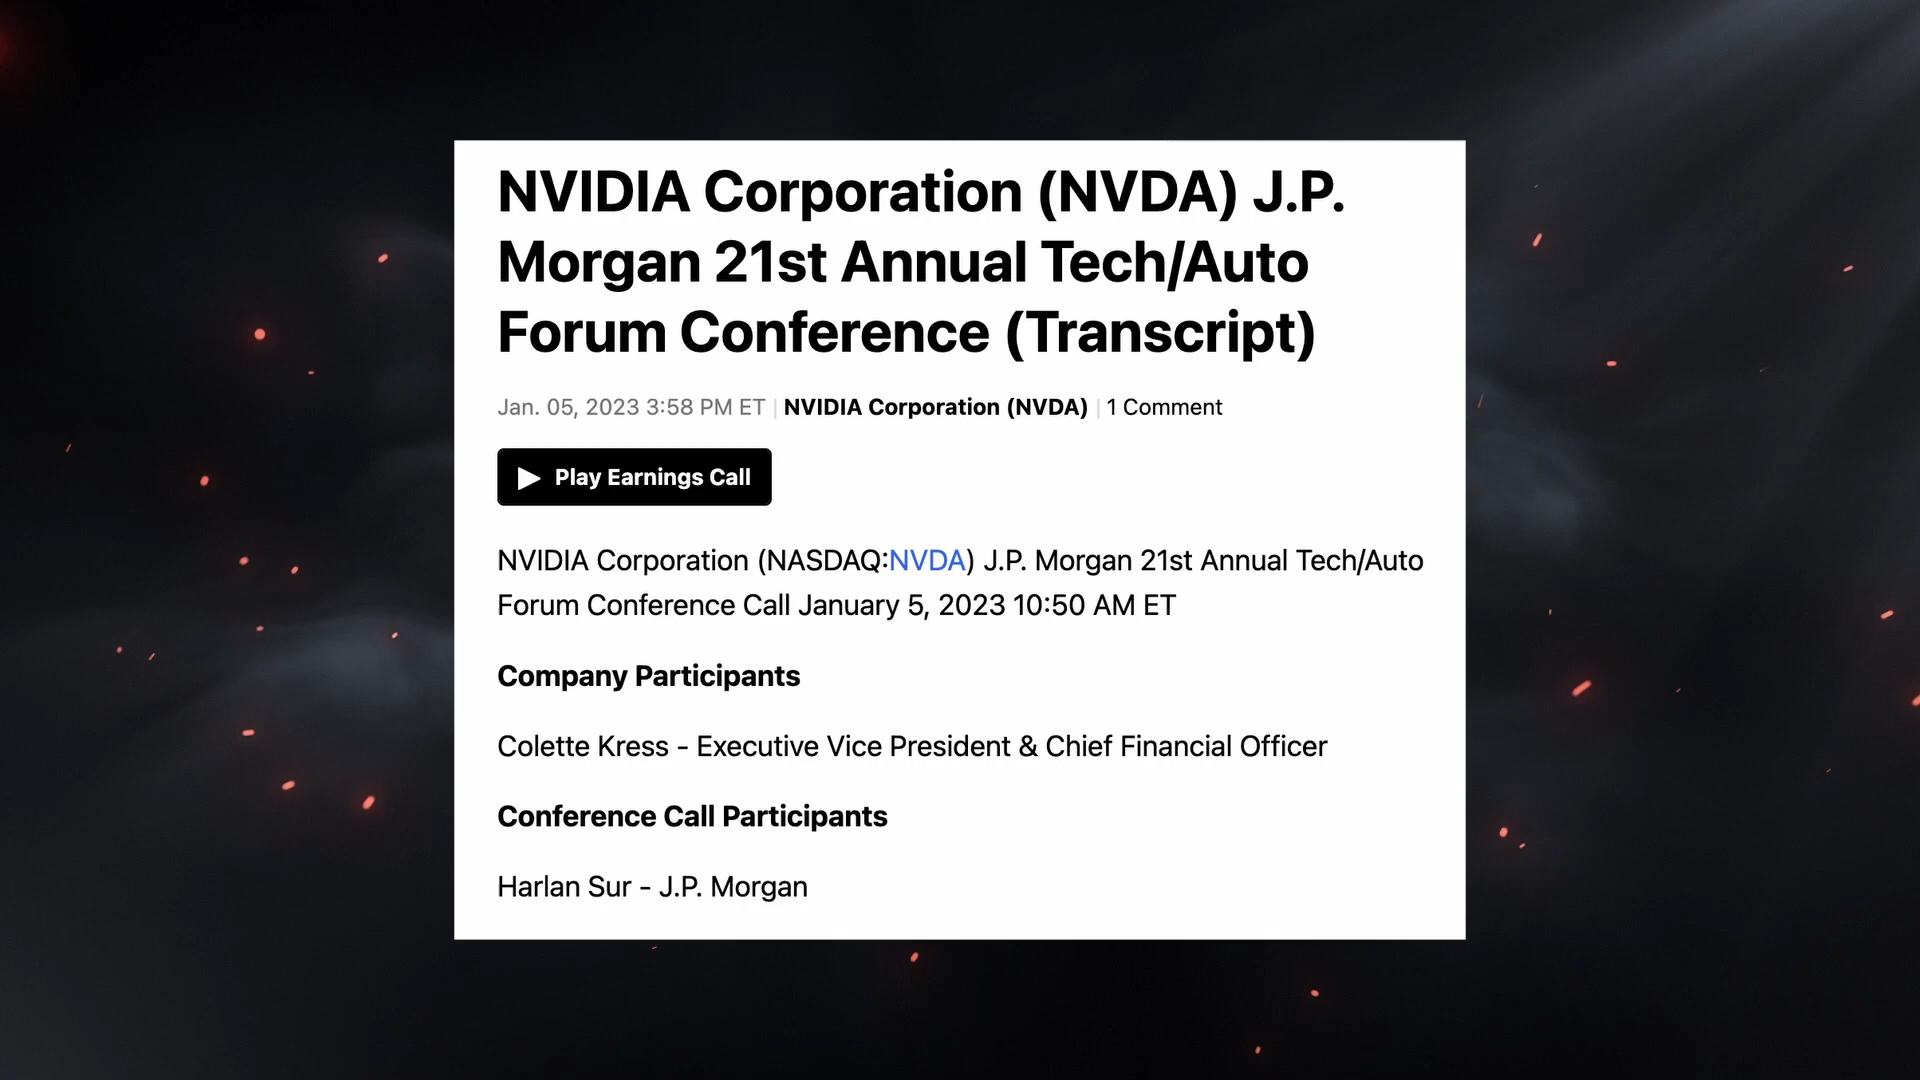 NVIDIA Corporation (NVDA) J.P.
Morgan 21st Annual Tech/Auto
Forum Conference (Transcript)
Jan. 05, 2023 3:58 PM ET | NVIDIA Corporation (NVDA) | 1 Comment
Play Earnings Call
NVIDIA Corporation (NASDAQ:NVDA) J.P. Morgan 21st Annual Tech/Auto
Forum Conference Call January 5, 2023 10:50 AM ET
Company Participants
Colette Kress - Executive Vice President & Chief Financial Officer
Conference Call Participants
Harlan Sur - J.P. Morgan